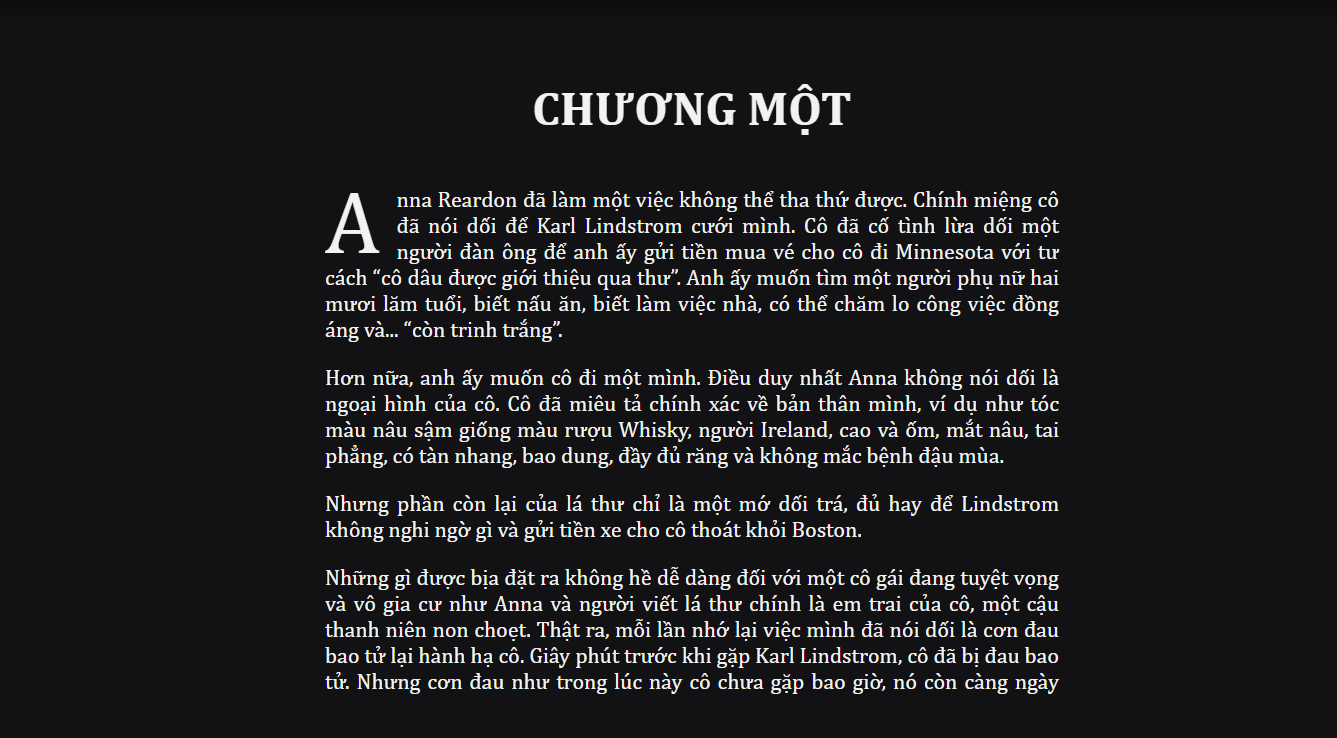 CHƯƠNG MỘT
Anna Reardon đã làm một việc không thể tha thứ được. Chính miệng cô
đã nói dối để Karl Lindstrom cưới mình. Cô đã cố tình lừa dối một
người đàn ông để anh ấy gửi tiền mua vé cho cô đi Minnesota với tư
cách “cô dâu được giới thiệu qua thư”. Anh ấy muốn tìm một người phụ nữ hai
mươi lăm tuổi, biết nấu ăn, biết làm việc nhà, có thể chăm lo công việc đồng
áng và... “còn trinh trắng”.
Hơn nữa, anh ấy muốn cô đi một mình. Điều duy nhất Anna không nói dối là
ngoại hình của cô. Cô đã miêu tả chính xác về bản thân mình, ví dụ như tóc
màu nâu sậm giống màu rượu Whisky, người Ireland, cao và ốm, mắt nâu, tai
phẳng, có tàn nhang, bao dung, đầy đủ răng và không mắc bệnh đậu mùa.
Nhưng phần còn lại của lá thư chỉ là một mớ dối trá, đủ hay để Lindstrom
không nghi ngờ gì và gửi tiền xe cho cô thoát khỏi Boston.
Những gì được bịa đặt ra không hề dễ dàng đối với một cô gái đang tuyệt vọng
và vô gia cư như Anna và người viết lá thư chính là em trai của cô, một cậu
thanh niên non choẹt. Thật ra, mỗi lần nhớ lại việc mình đã nói dối là cơn đau
bao tử lại hành hạ cô. Giây phút trước khi gặp Karl Lindstrom, cô đã bị đau bao
tử. Nhưng cơn đau như trong lúc này cô chưa gặp bao giờ, nó còn càng ngày